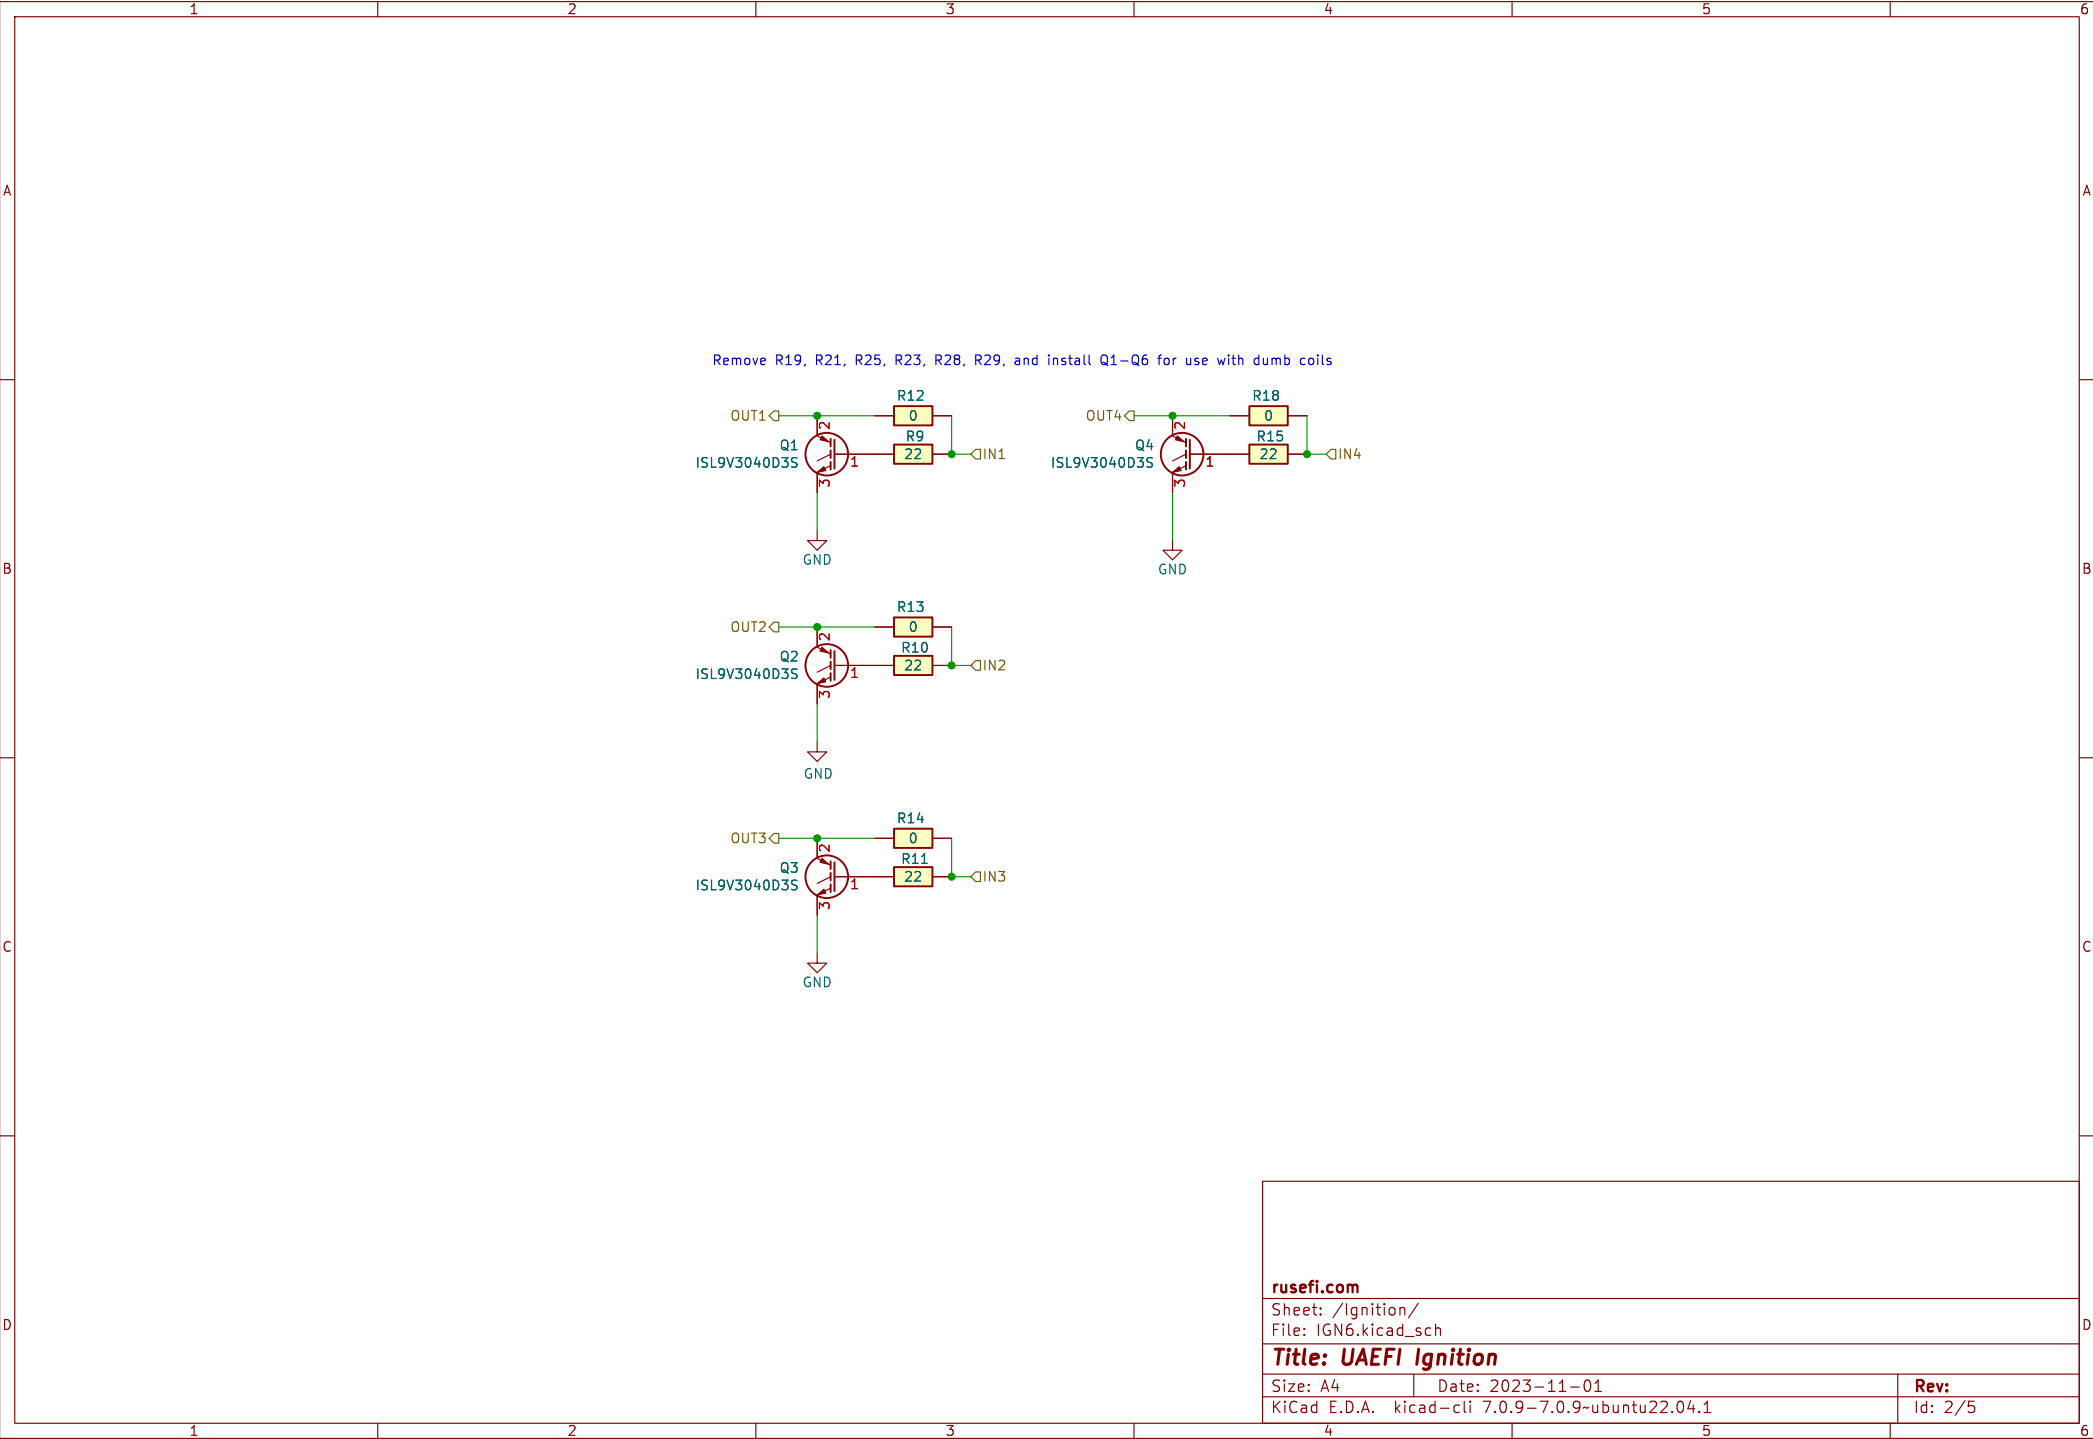 1 2 3 4 5 6
A A
Remove R19, R21, R25, R23, R28, R29, and install Q1-Q6 for use with dumb coils
R12
OUT1 0
2
Q1 R9
ISL9V3040D3S 1 22 IN1
3
GND
R18
OUT4 0
2
Q4 R15
ISL9V3040D3S 1 22 IN4
3
GND
B B
R13
OUT2 0
2
Q2 R10
ISL9V3040D3S 1 22 IN2
3
GND
R14
OUT3 0
2
Q3 R11
ISL9V3040D3S 1 22 IN3
3
GND
C C
rusefi.com
Sheet: /Ignition/
File: IGN6.kicad_sch
D D
Title: UAEFI Ignition
Size: A4 Date: 2023-11-01 Rev:
KiCad E.D.A. kicad-cli 7.0.9-7.0.9~ubuntu22.04.1 Id: 2/5
1 2 3 4 5 6